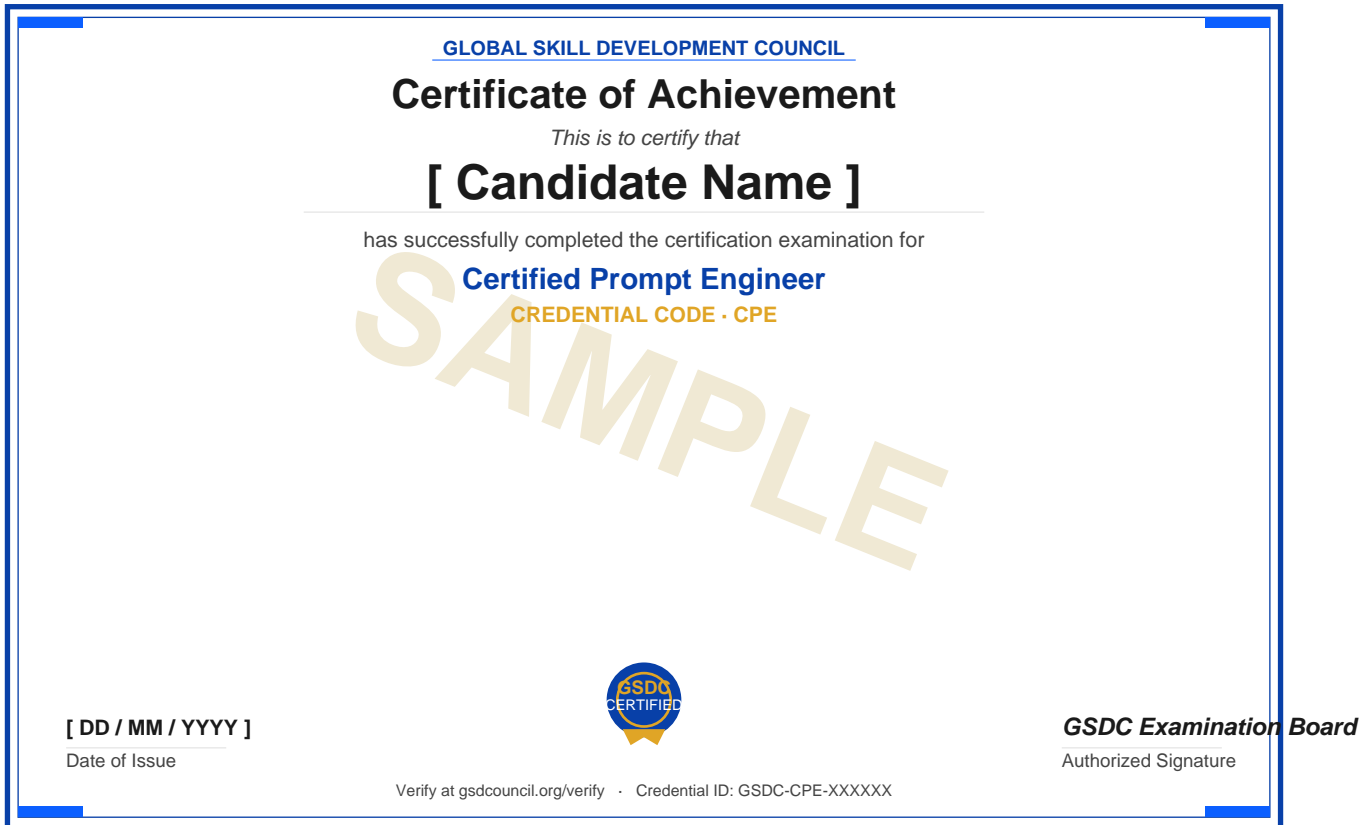 GLOBAL SKILL DEVELOPMENT COUNCIL
Certificate of Achievement
This is to certify that
[ Candidate Name ]
has successfully completed the certification examination for
Certified Prompt Engineer
CREDENTIAL CODE · CPE
SAMPLE
GSDC
CERTIFIED
[ DD / MM / YYYY ]
Date of Issue
GSDC Examination Board
Authorized Signature
Verify at gsdcouncil.org/verify · Credential ID: GSDC-CPE-XXXXXX